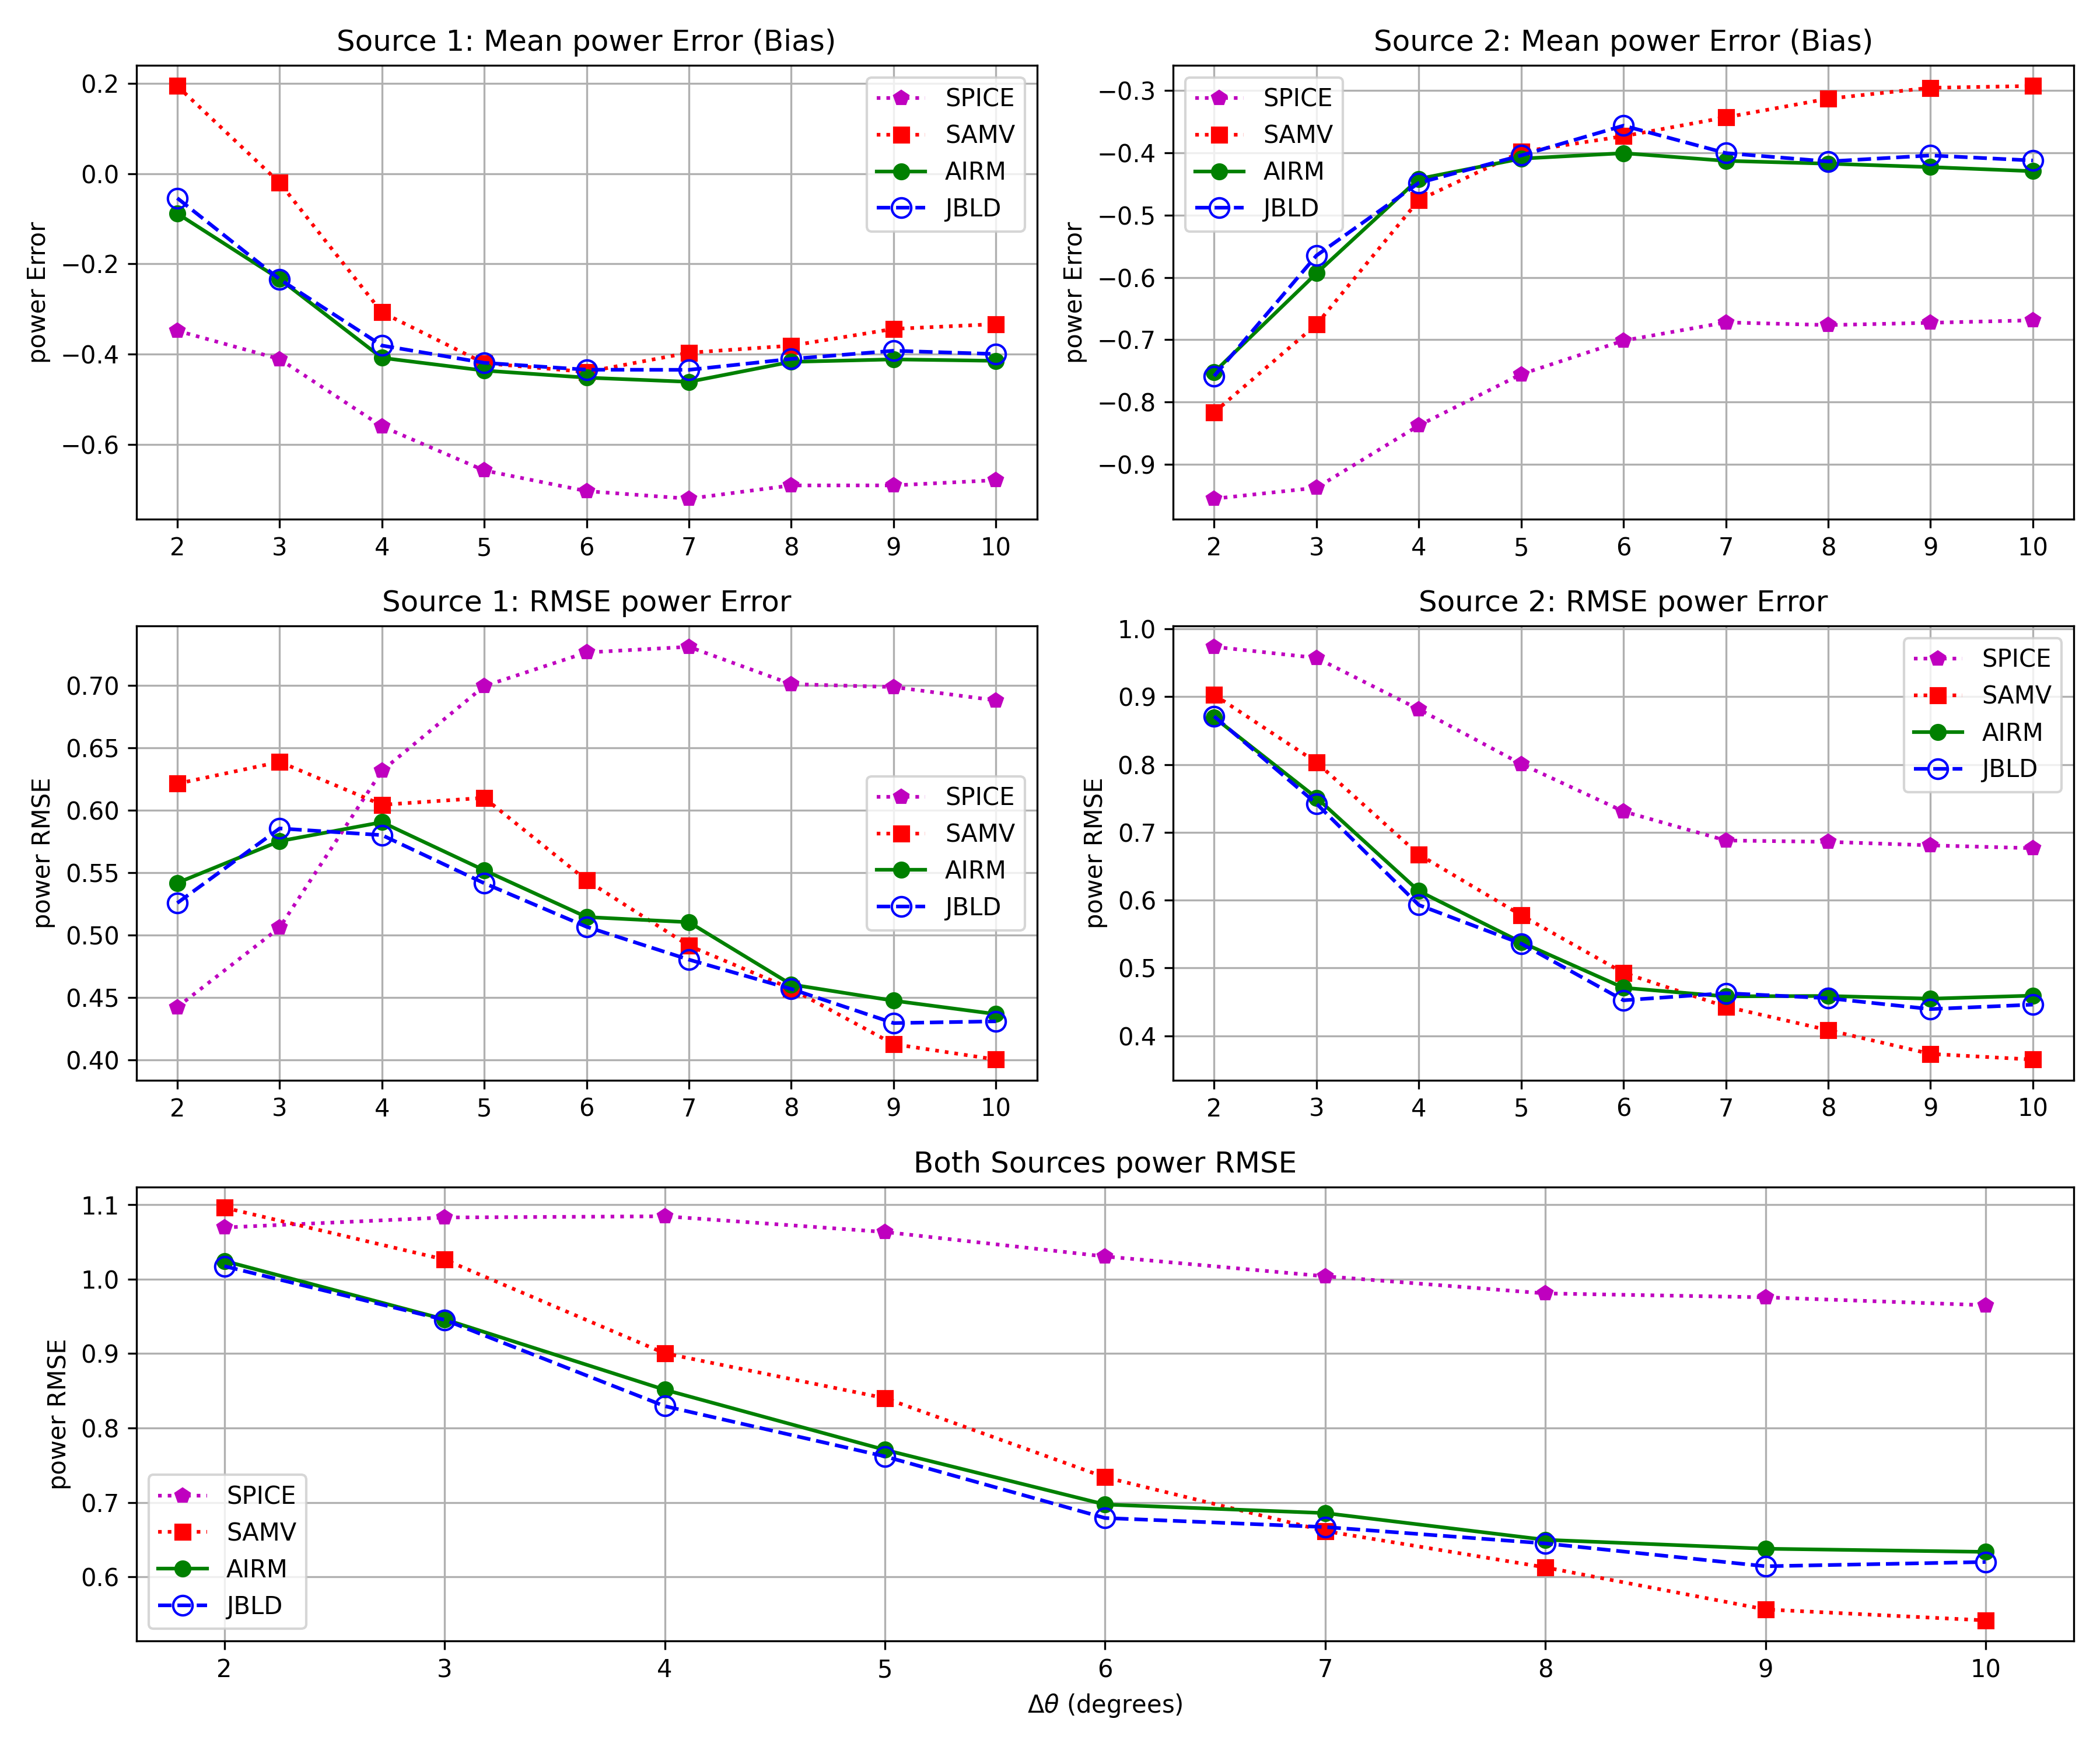 Source 1: Mean power Error (Bias)
power Error
0.2
0.0
−0.2
−0.4
−0.6
2 3 4 5 6 7 8 9 10
SPICE
SAMV
AIRM
JBLD
Source 2: Mean power Error (Bias)
power Error
−0.3
−0.4
−0.5
−0.6
−0.7
−0.8
−0.9
2 3 4 5 6 7 8 9 10
SPICE
SAMV
AIRM
JBLD
Source 1: RMSE power Error
power RMSE
0.70
0.65
0.60
0.55
0.50
0.45
0.40
2 3 4 5 6 7 8 9 10
SPICE
SAMV
AIRM
JBLD
Source 2: RMSE power Error
power RMSE
1.0
0.9
0.8
0.7
0.6
0.5
0.4
2 3 4 5 6 7 8 9 10
SPICE
SAMV
AIRM
JBLD
Both Sources power RMSE
power RMSE
1.1
1.0
0.9
0.8
0.7
0.6
SPICE
SAMV
AIRM
JBLD
2 3 4 5 6 7 8 9 10
Δθ (degrees)